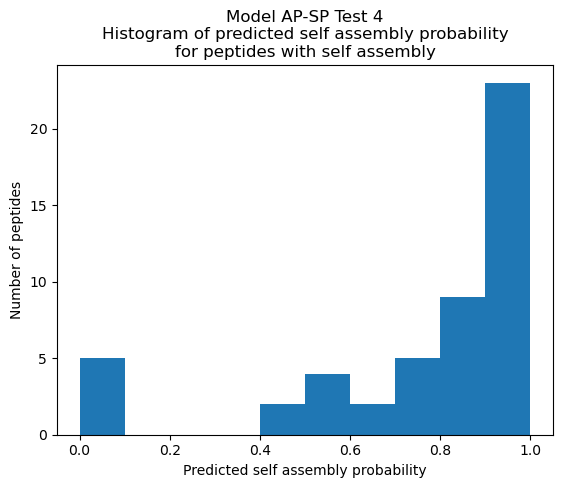 Model AP-SP Test 4
Histogram of predicted self assembly probability
for peptides with self assembly
Number of peptides
20
15
10
5
0
0.0 0.2 0.4 0.6 0.8 1.0
Predicted self assembly probability